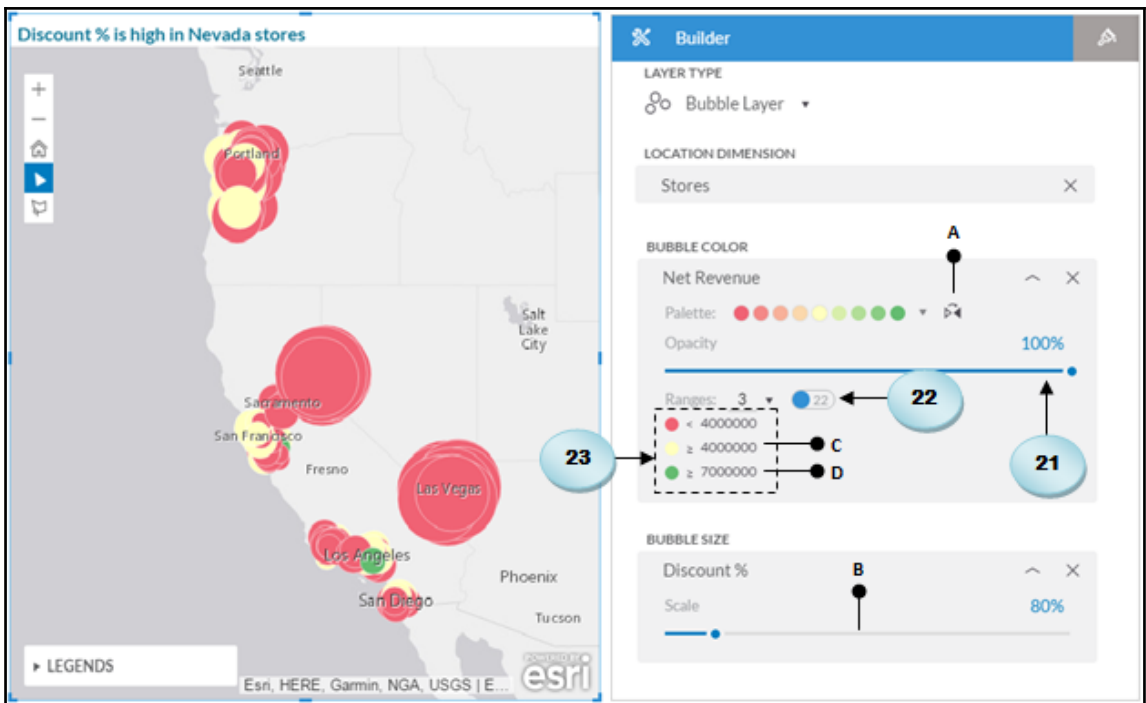 Discount % is high in Nevada stores
Seattle
Portland
Salt
Lake
City
Sacramento
San Francisco
Fresno
Las Vegas
Los Angeles
Phoenix
San Diego
Tucson
LEGENDS
POWERED BY
esri
Esri, HERE, Garmin, NGA, USGS | E...
Builder
LAYER TYPE
Bubble Layer
LOCATION DIMENSION
Stores
A
BUBBLE COLOR
Net Revenue
Palette:
Opacity 100%
Ranges: 3 22
22
< 4000000
≥ 4000000 C
≥ 7000000 D
23
21
BUBBLE SIZE
Discount % B
Scale 80%